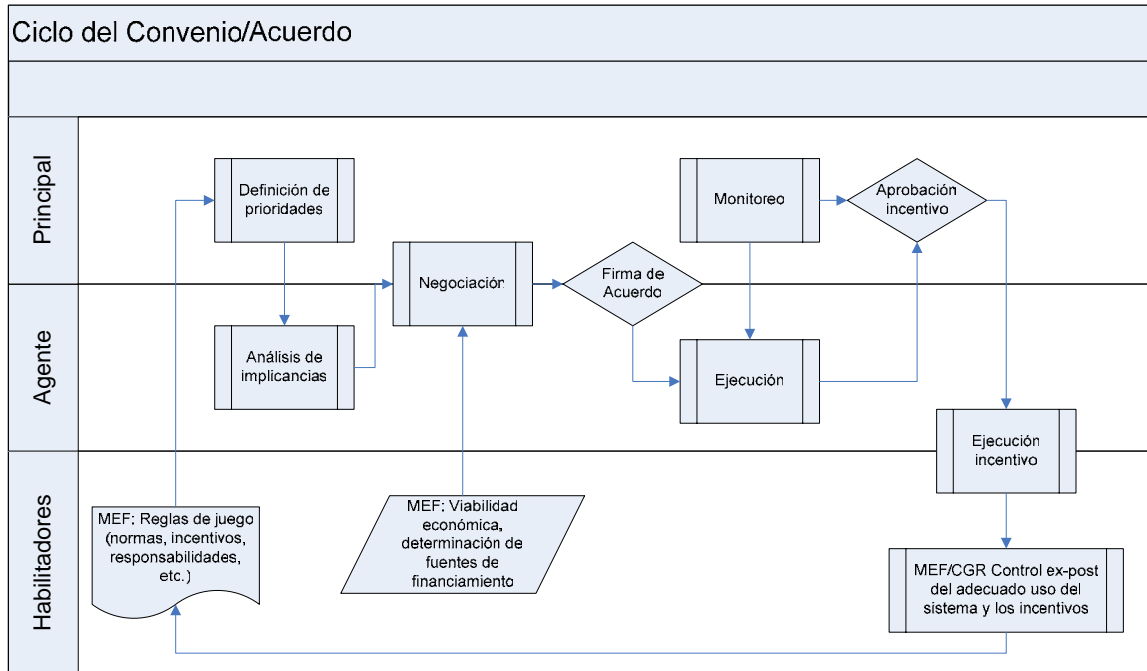 Ciclo del Convenio/Acuerdo
Principal
Definición de
prioridades
Monitoreo
Aprobación
incentivo
Negociación
Firma de
Acuerdo
Agente
Análisis de
implicancias
Ejecución
Ejecución
incentivo
Habilitadores
MEF: Reglas de juego
(normas, incentivos,
responsabilidades,
etc.)
MEF: Viabilidad
económica,
determinación de
fuentes de
financiamiento
MEF/CGR Control ex-post
del adecuado uso del
sistema y los incentivos